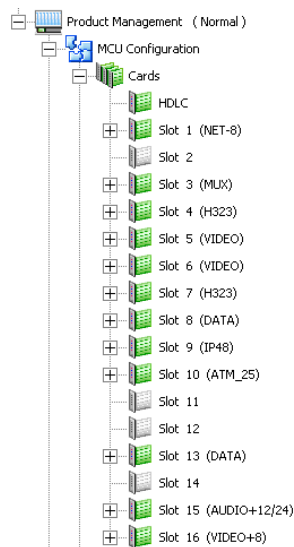 Product Management ( Normal )
MCU Configuration
Cards
HDLC
Slot 1 (NET-8)
Slot 2
Slot 3 (MUX)
Slot 4 (H323)
Slot 5 (VIDEO)
Slot 6 (VIDEO)
Slot 7 (H323)
Slot 8 (DATA)
Slot 9 (IP48)
Slot 10 (ATM_25)
Slot 11
Slot 12
Slot 13 (DATA)
Slot 14
Slot 15 (AUDIO+12/24)
Slot 16 (VIDEO+8)